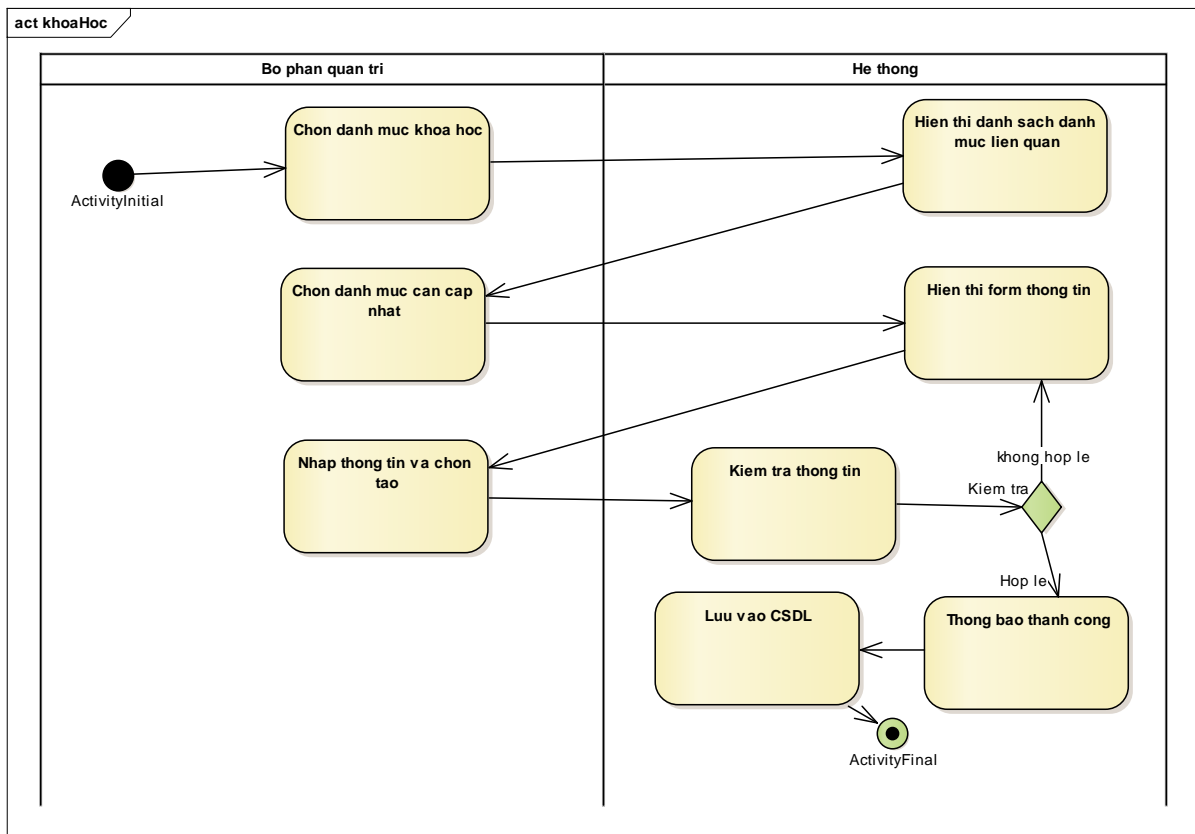 act khoaHoc
Bo phan quan tri
He thong
ActivityInitial
Chon danh muc khoa hoc
Hien thi danh sach danh
muc lien quan
Chon danh muc can cap
nhat
Hien thi form thong tin
Nhap thong tin va chon
tao
Kiem tra thong tin
khong hop le
Kiem tra
Hop le
Luu vao CSDL
Thong bao thanh cong
ActivityFinal